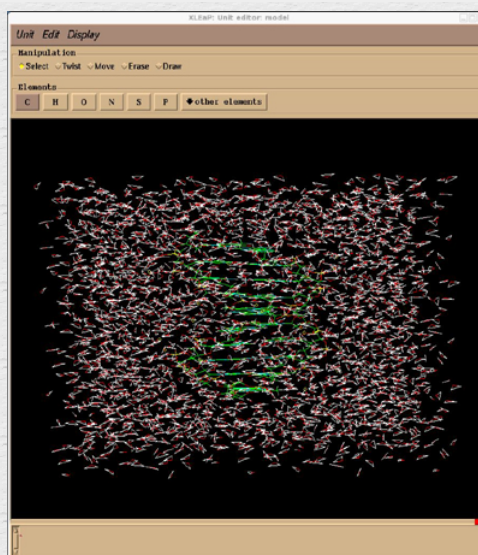 XLEaP: Unit editor: model
Unit Edit Display
Manipulation
Select Twist Move Erase Draw
Elements
C H O N S P other elements